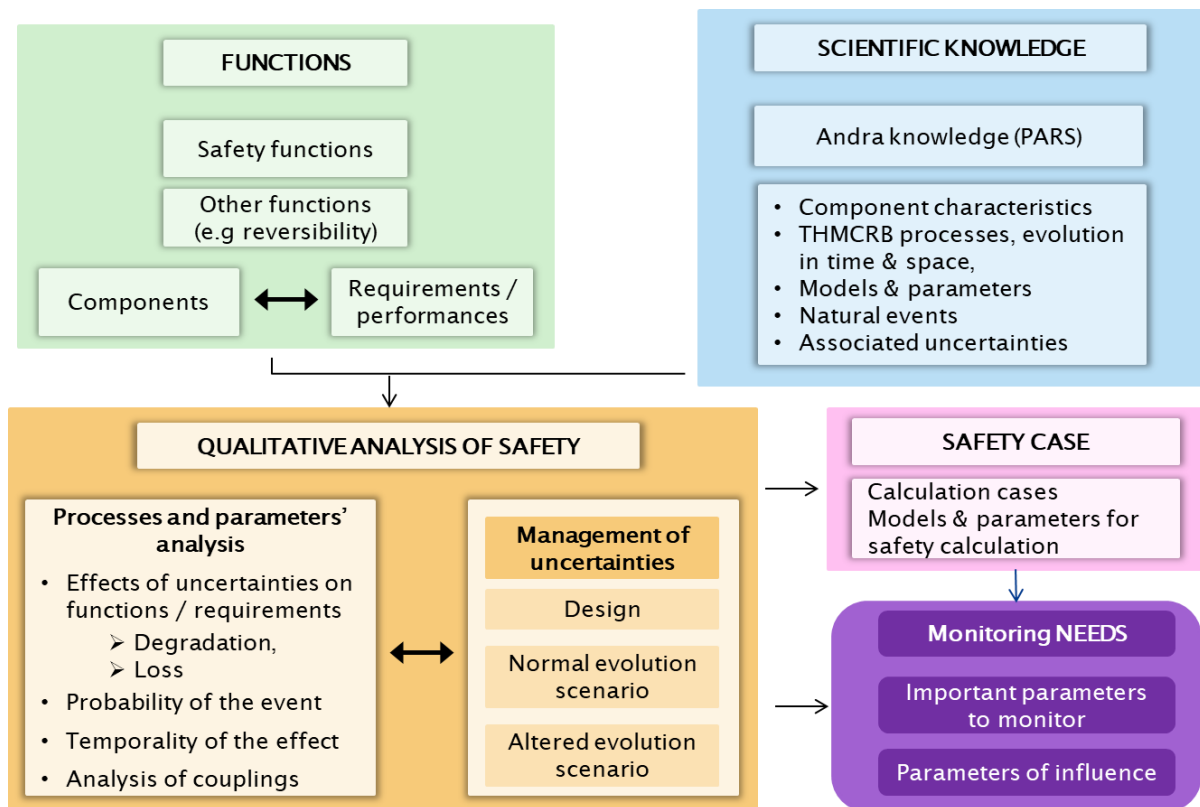 FUNCTIONS
Safety functions
Other functions
(e.g reversibility)
Components
Requirements /
performances
SCIENTIFIC KNOWLEDGE
Andra knowledge (PARS)
• Component characteristics
• THMCRB processes, evolution
in time & space,
• Models & parameters
• Natural events
• Associated uncertainties
QUALITATIVE ANALYSIS OF SAFETY
Processes and parameters’
analysis
• Effects of uncertainties on
functions / requirements
➢ Degradation,
➢ Loss
• Probability of the event
• Temporality of the effect
• Analysis of couplings
Management of
uncertainties
Design
Normal evolution
scenario
Altered evolution
scenario
SAFETY CASE
Calculation cases
Models & parameters for
safety calculation
Monitoring NEEDS
Important parameters
to monitor
Parameters of influence